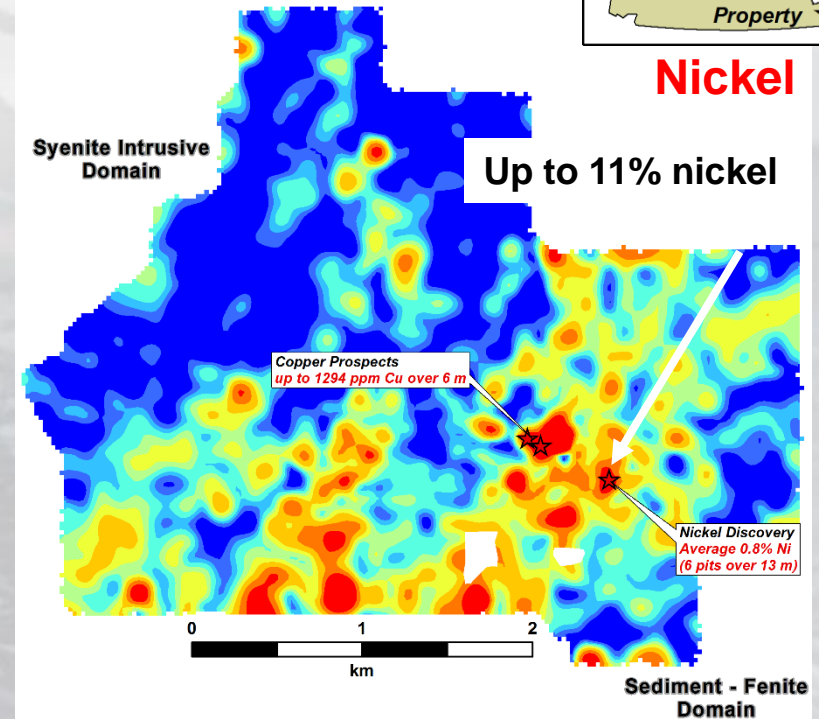 Property
Nickel
Syenite Intrusive
Domain
Up to 11% nickel
Copper Prospects
up to 1294 ppm Cu over 6 m
Nickel Discovery
Average 0.8% Ni
(6 pits over 13 m)
0 1 2
km
Sediment - Fenite
Domain